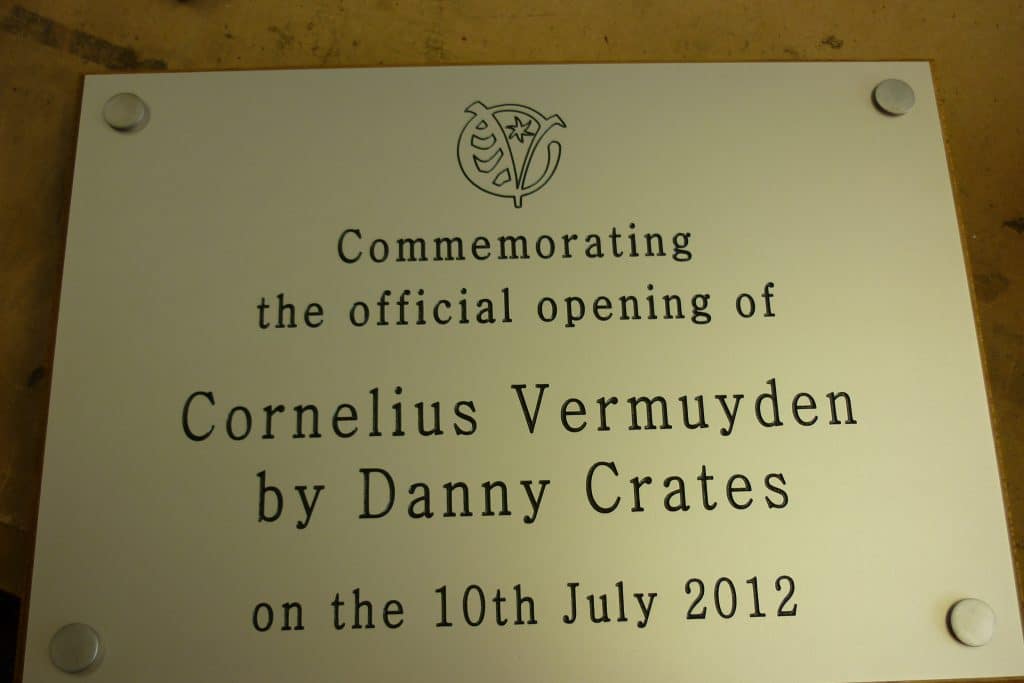 Commemorating
the official opening of
Cornelius Vermuyden
by Danny Crates
on the 10th July 2012